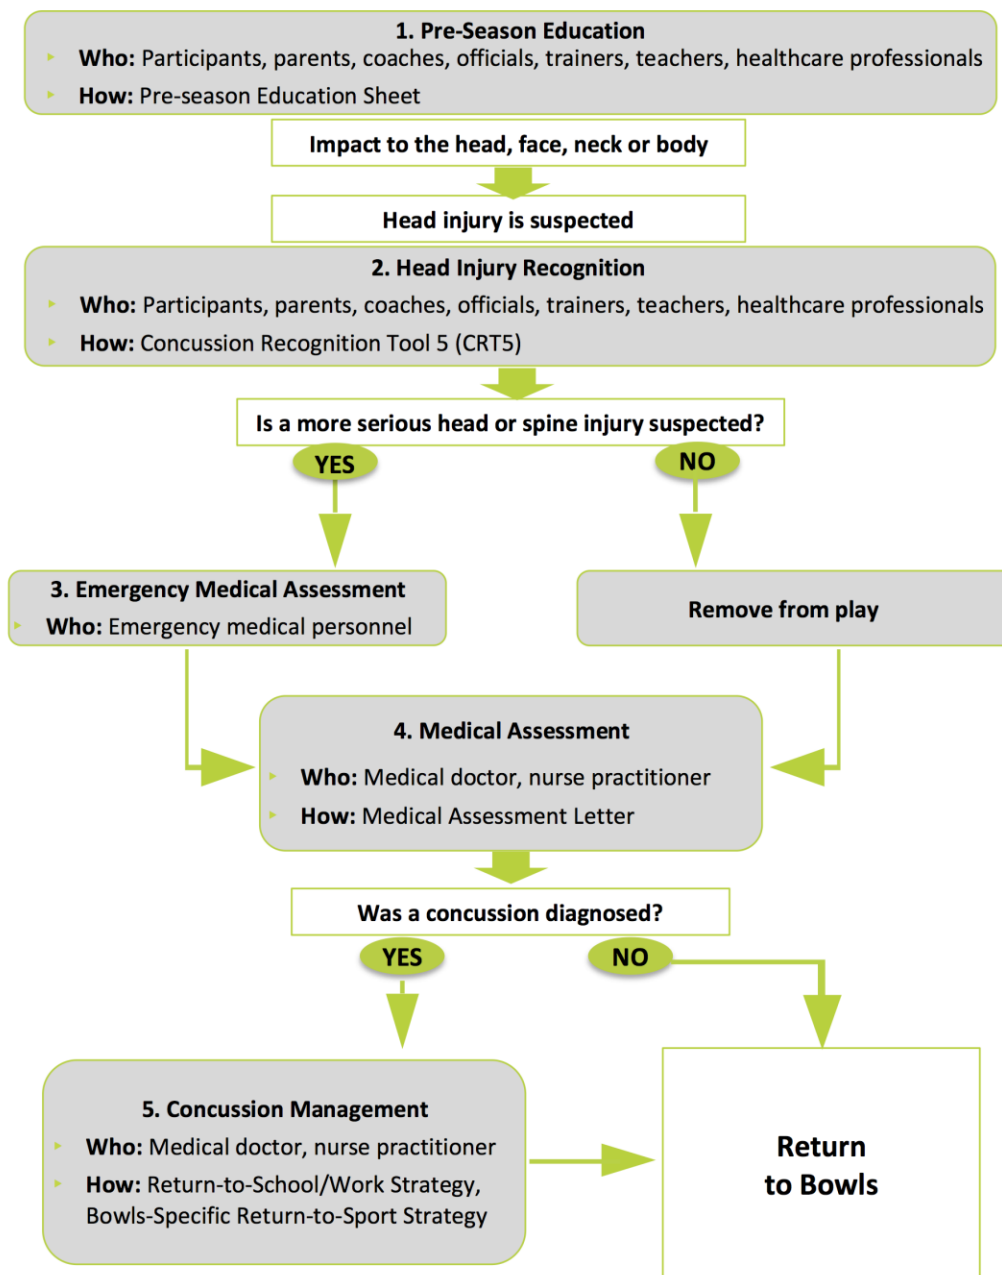 1. Pre-Season Education
Who: Participants, parents, coaches, officials, trainers, teachers, healthcare professionals
How: Pre-season Education Sheet
Impact to the head, face, neck or body
Head injury is suspected
2. Head Injury Recognition
Who: Participants, parents, coaches, officials, trainers, teachers, healthcare professionals
How: Concussion Recognition Tool 5 (CRT5)
Is a more serious head or spine injury suspected?
YES
NO
3. Emergency Medical Assessment
Who: Emergency medical personnel
Remove from play
4. Medical Assessment
Who: Medical doctor, nurse practitioner
How: Medical Assessment Letter
Was a concussion diagnosed?
YES
NO
5. Concussion Management
Who: Medical doctor, nurse practitioner
How: Return-to-School/Work Strategy,
Bowls-Specific Return-to-Sport Strategy
Return
to Bowls